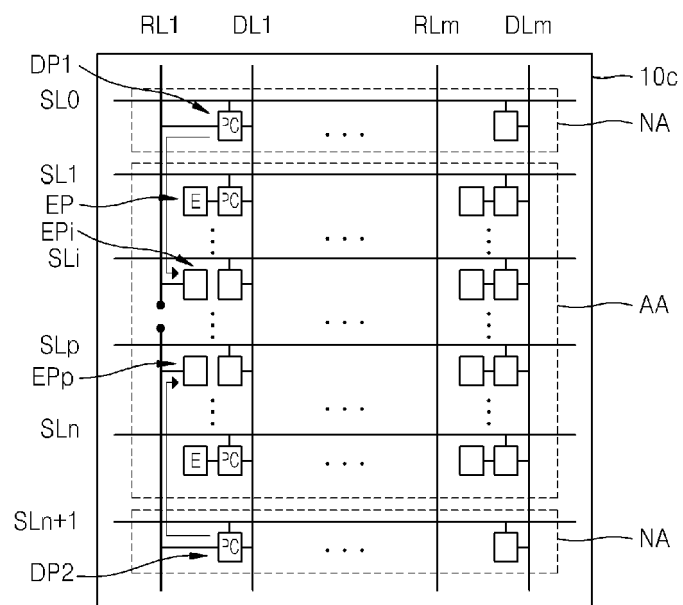 RL1 DL1 RLm DLm
DP1
10c
SL0
PC
...
NA
SL1
EP
E PC
EPi
...
SLi
AA
SLp
EPp
...
SLn
E PC
...
SLn+1
PC
...
NA
DP2